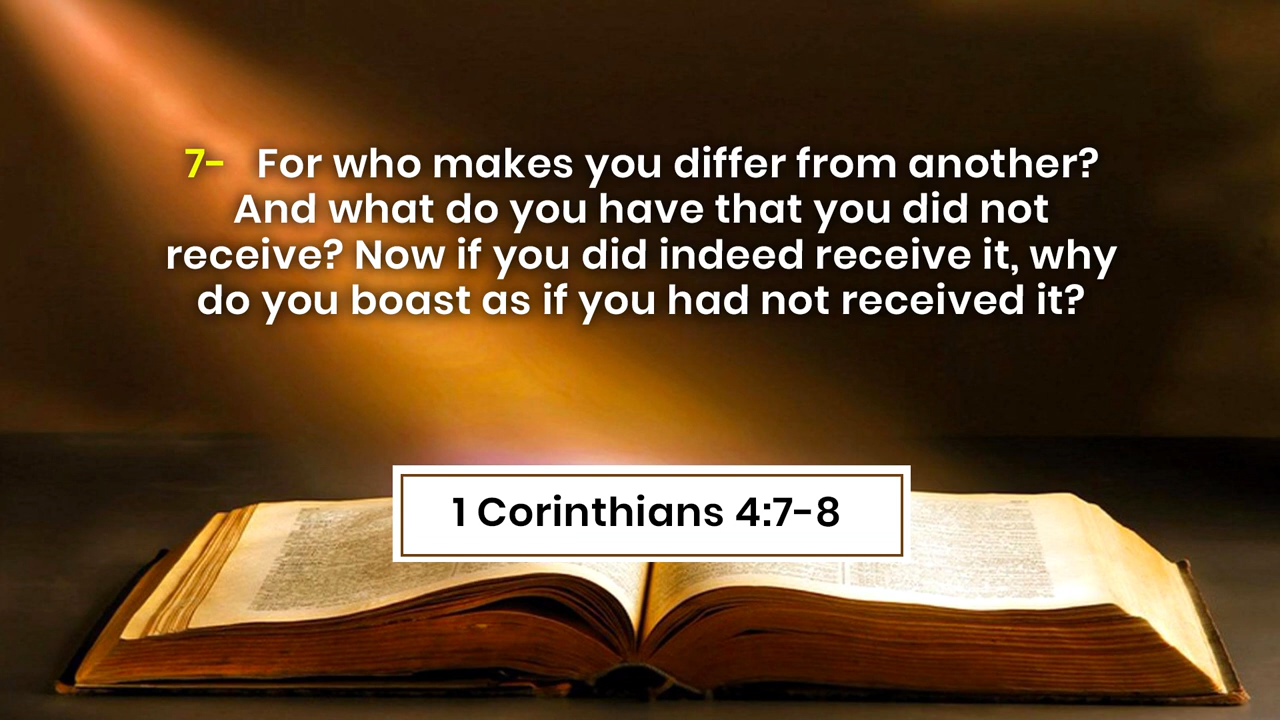 7- For who makes you differ from another?
And what do you have that you did not
receive? Now if you did indeed receive it, why
do you boast as if you had not received it?
1 Corinthians 4:7-8